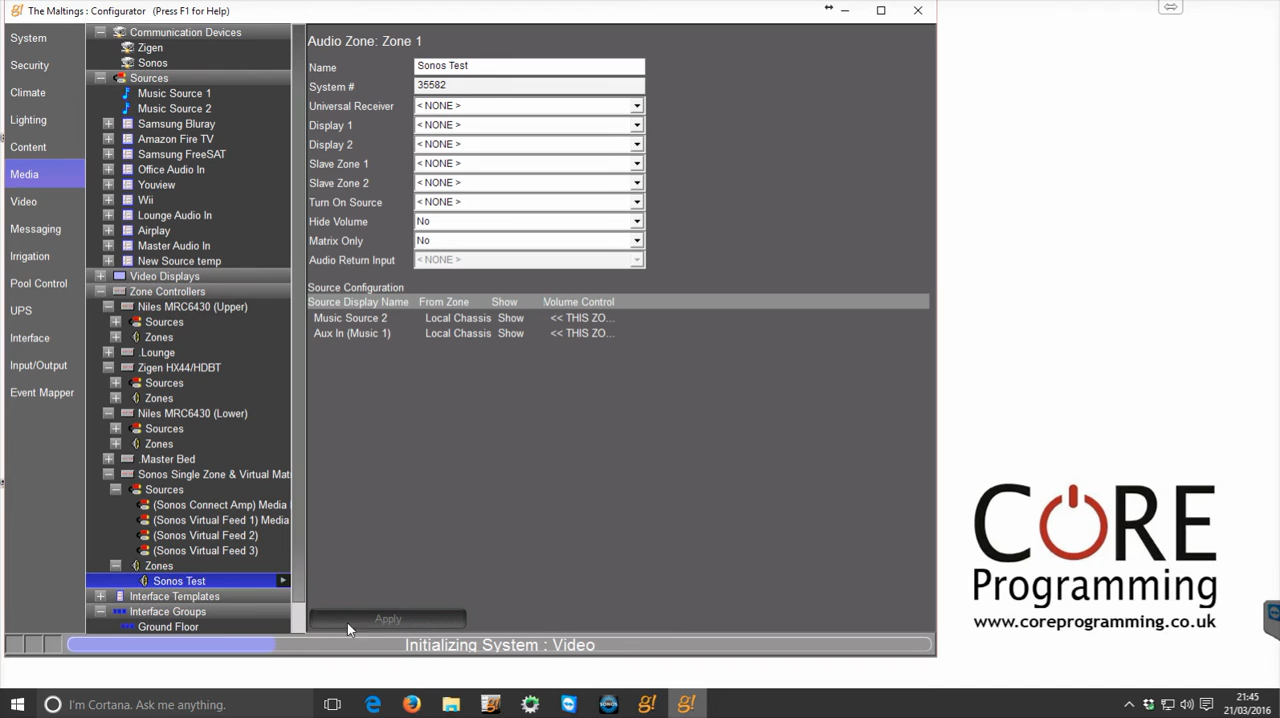 The Maltings : Configurator (Press F1 for Help)
System
Security
Climate
Lighting
Content
Media
Video
Messaging
Irrigation
Pool Control
UPS
Interface
Input/Output
Event Mapper
Communication Devices
Zigen
Sonos
Sources
Music Source 1
Music Source 2
Samsung Bluray
Amazon Fire TV
Samsung FreeSAT
Office Audio In
Youview
Wii
Lounge Audio In
Airplay
Master Audio In
New Source temp
Video Displays
Zone Controllers
Niles MRC6430 (Upper)
Sources
Zones
.Lounge
Zigen HX44/HDBT
Sources
Zones
Niles MRC6430 (Lower)
Sources
Zones
.Master Bed
Sonos Single Zone & Virtual Mat
Sources
(Sonos Connect Amp) Media
(Sonos Virtual Feed 1) Media
(Sonos Virtual Feed 2)
(Sonos Virtual Feed 3)
Zones
Sonos Test
Interface Templates
Interface Groups
Ground Floor
Audio Zone: Zone 1
Name Sonos Test
System # 35582
Universal Receiver < NONE >
Display 1 < NONE >
Display 2 < NONE >
Slave Zone 1 < NONE >
Slave Zone 2 < NONE >
Turn On Source < NONE >
Hide Volume No
Matrix Only No
Audio Return Input < NONE >
Source Configuration
Source Display Name From Zone Show Volume Control
Music Source 2 Local Chassis Show << THIS ZO...
Aux In (Music 1) Local Chassis Show << THIS ZO...
Apply
Initializing System : Video
CORE
Programming
www.coreprogramming.co.uk
I'm Cortana. Ask me anything.
SONOS
g!
g!
21:45
21/03/2016